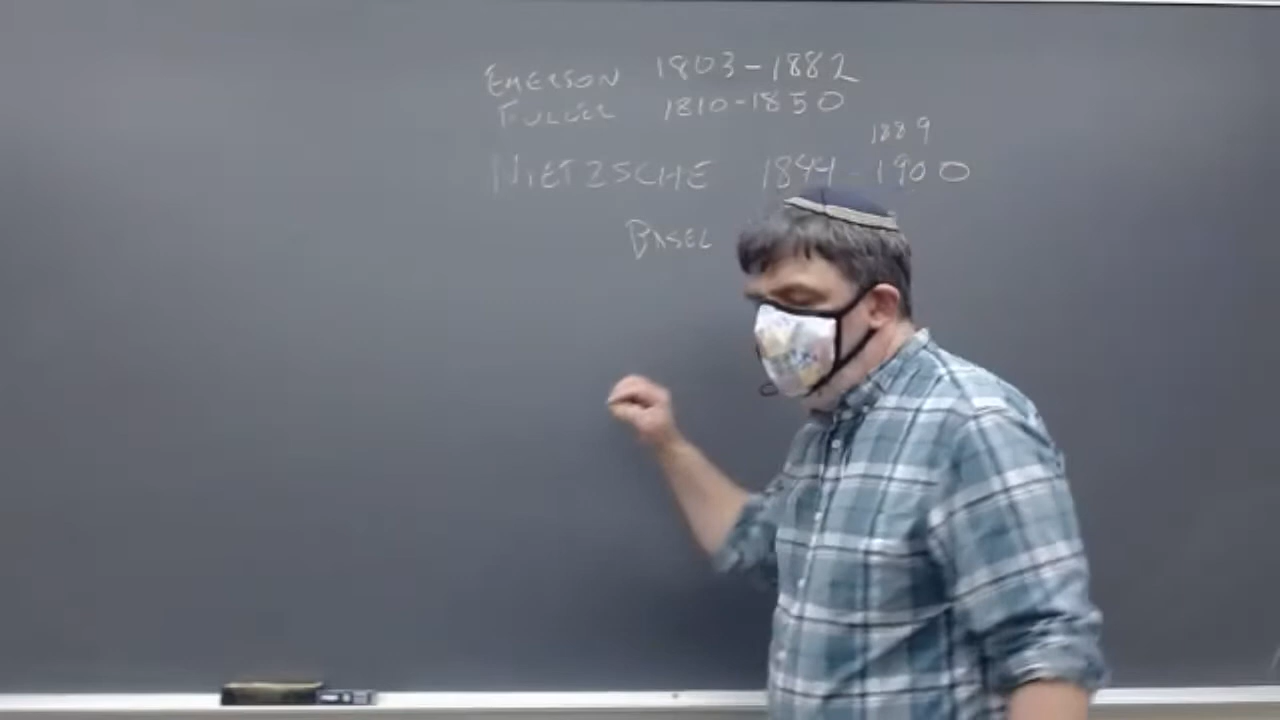 EMERSON 1803-1882
FULLER 1810-1850
1889
NIETZSCHE 1844-1900
BASEL